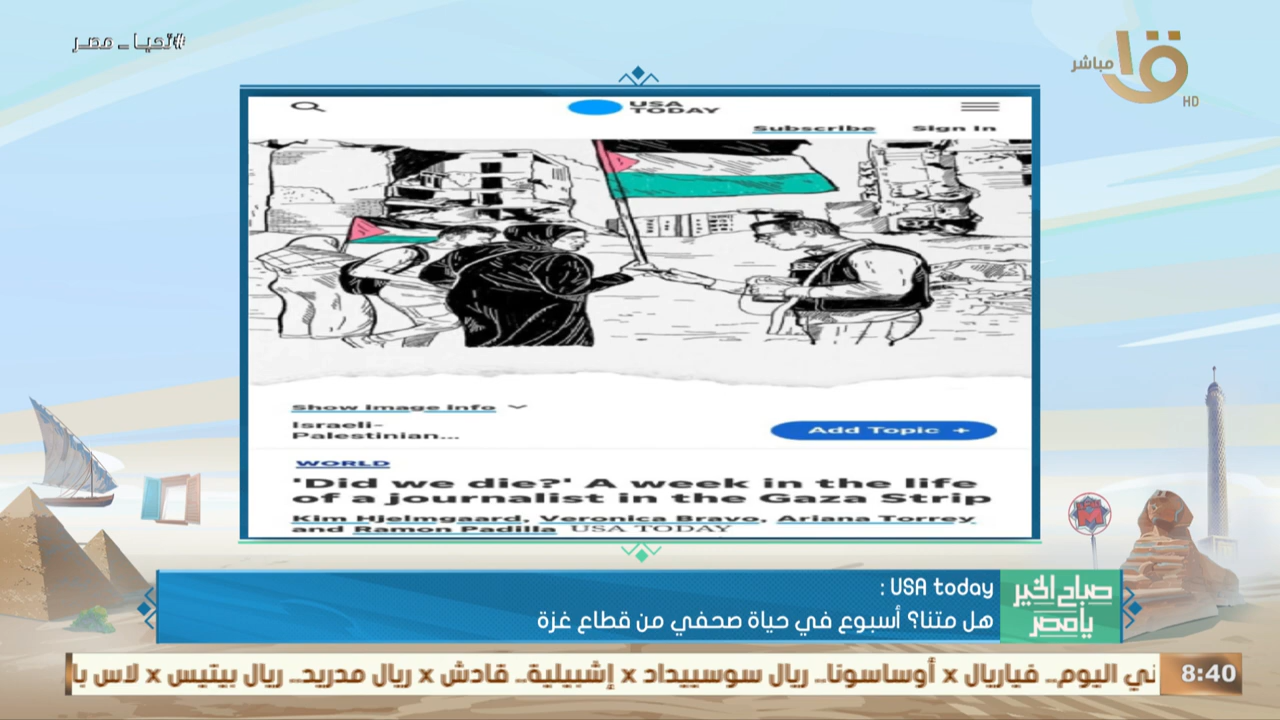 #تحيا_مصر
مباشر
HD
USA
TODAY
Subscribe Sign In
Show image info
Israeli-
Palestinian...
Add Topic +
WORLD
'Did we die?' A week in the life
of a journalist in the Gaza Strip
Kim Hjelmgaard, Veronica Bravo, Ariana Torrey
and Ramon Padilla USA TODAY
M
صباح الخير
يا مصر
USA today :
هل متنا؟ أسبوع في حياة صحفي من قطاع غزة
ني اليوم.. فياريال x أوساسونا.. ريال سوسييداد x إشبيلية.. قادش x ريال مدريد.. ريال بيتيس x لاس با
8:40